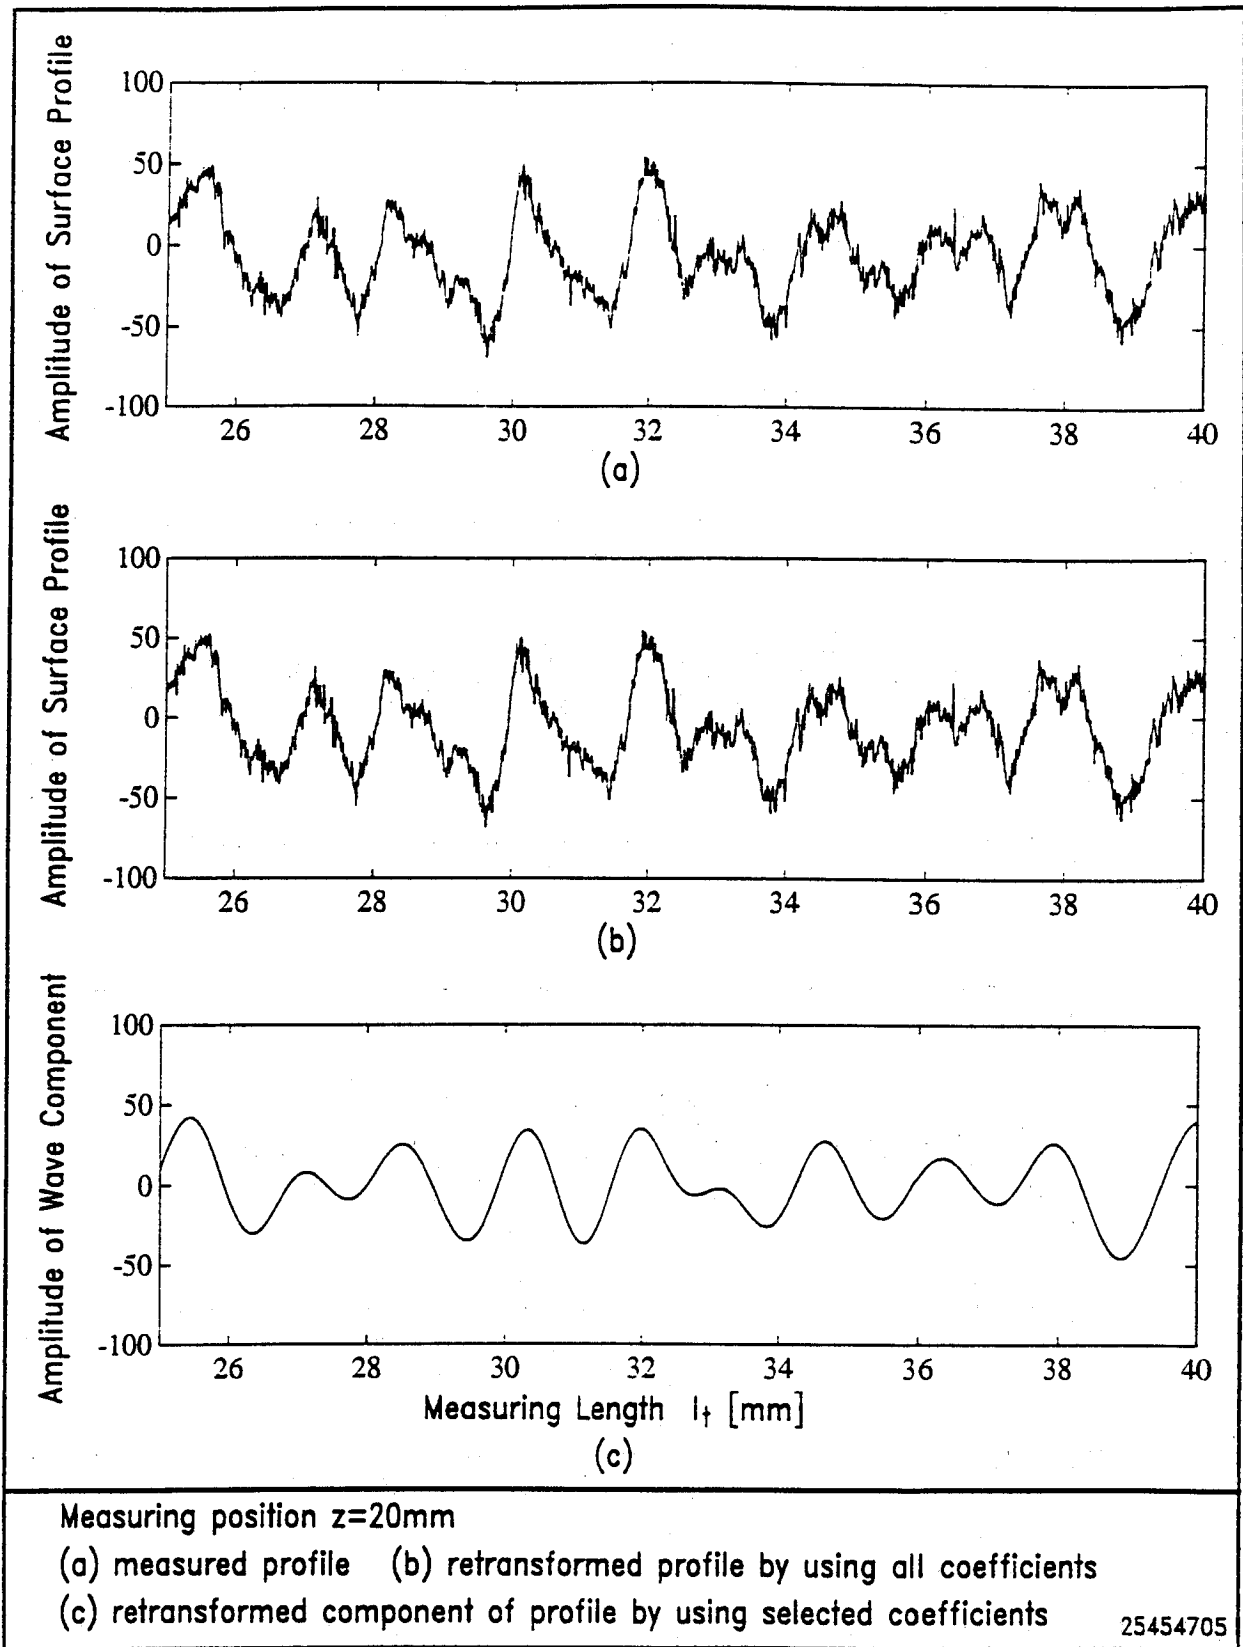 Amplitude of Surface Profile
100
50
0
-50
-100
26 28 30 32 34 36 38 40
(a)
Amplitude of Surface Profile
100
50
0
-50
-100
26 28 30 32 34 36 38 40
(b)
Amplitude of Wave Component
100
50
0
-50
-100
26 28 30 32 34 36 38 40
Measuring Length lt [mm]
(c)
Measuring position z=20mm
(a) measured profile (b) retransformed profile by using all coefficients
(c) retransformed component of profile by using selected coefficients
25454705